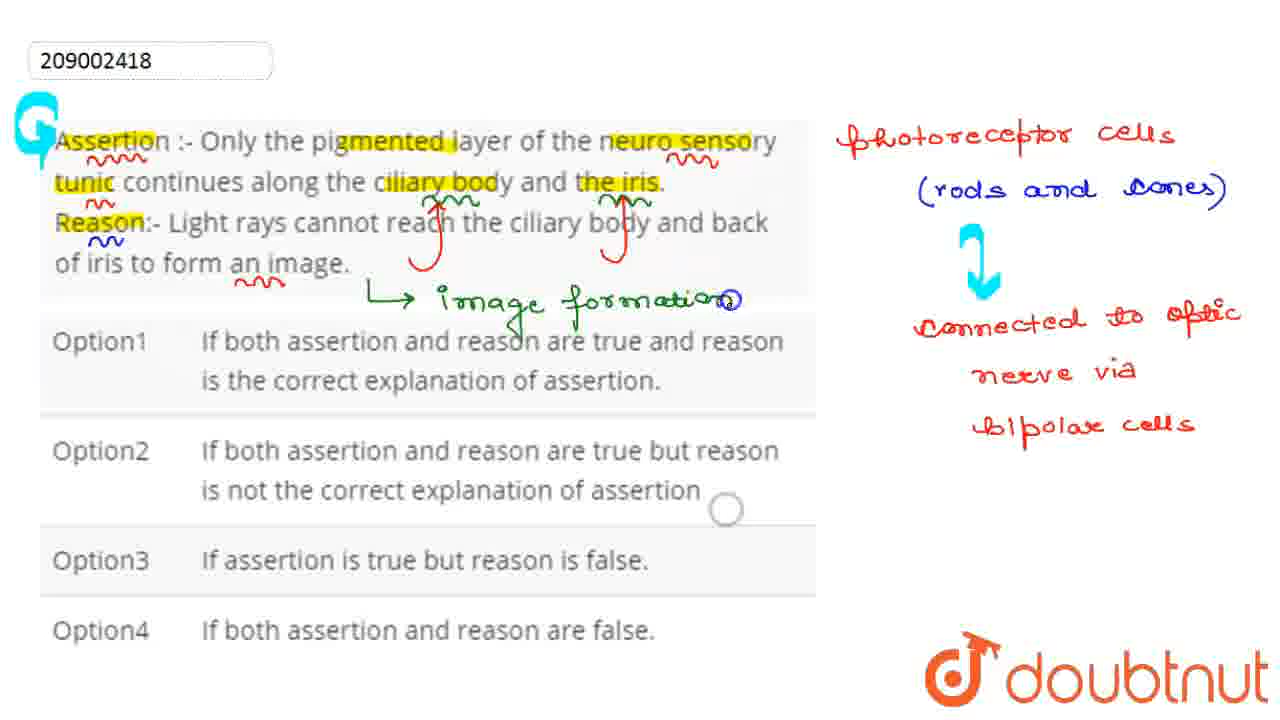 209002418
Assertion :- Only the pigmented layer of the neuro sensory
tunic continues along the ciliary body and the iris.
Reason:- Light rays cannot reach the ciliary body and back
of iris to form an image.
image formation
Option1 If both assertion and reason are true and reason
is the correct explanation of assertion.
Option2 If both assertion and reason are true but reason
is not the correct explanation of assertion
Option3 If assertion is true but reason is false.
Option4 If both assertion and reason are false.
Photoreceptor cells
(rods and cones)
connected to optic
nerve via
bipolar cells
doubtnut